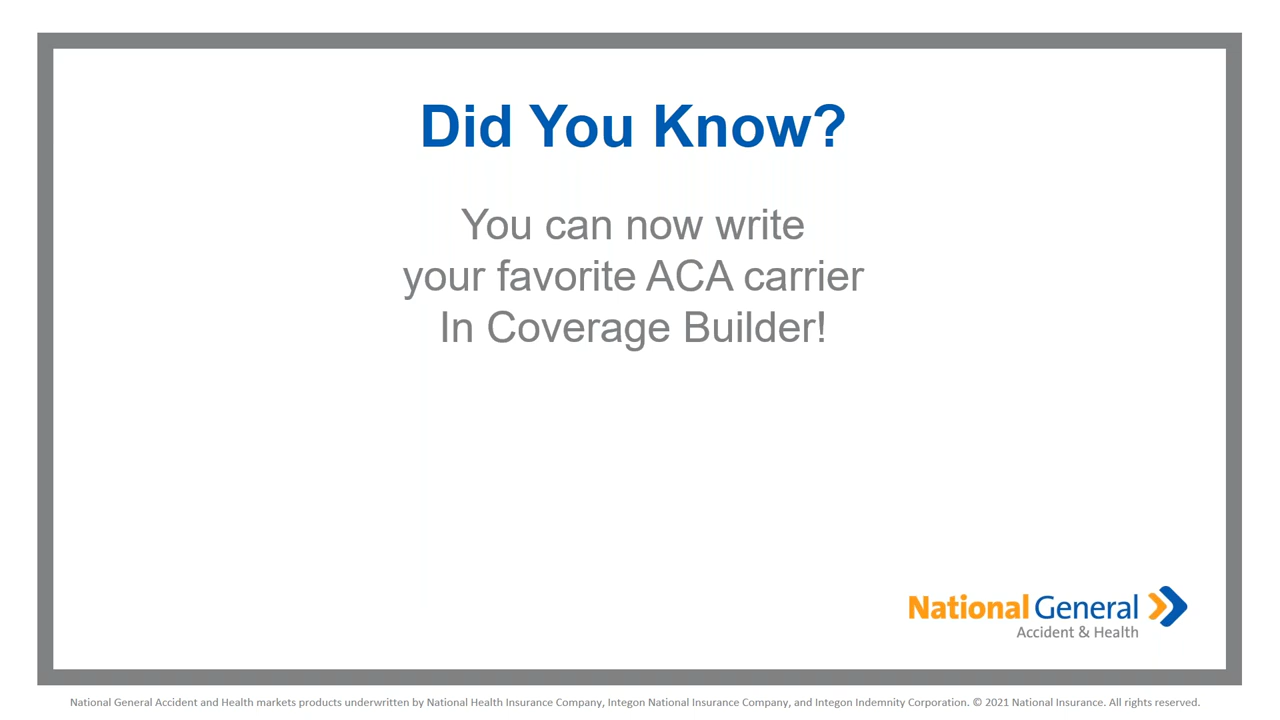 Did You Know?
You can now write
your favorite ACA carrier
In Coverage Builder!
National General
Accident & Health
National General Accident and Health markets products underwritten by National Health Insurance Company, Integon National Insurance Company, and Integon Indemnity Corporation. © 2021 National Insurance. All rights reserved.